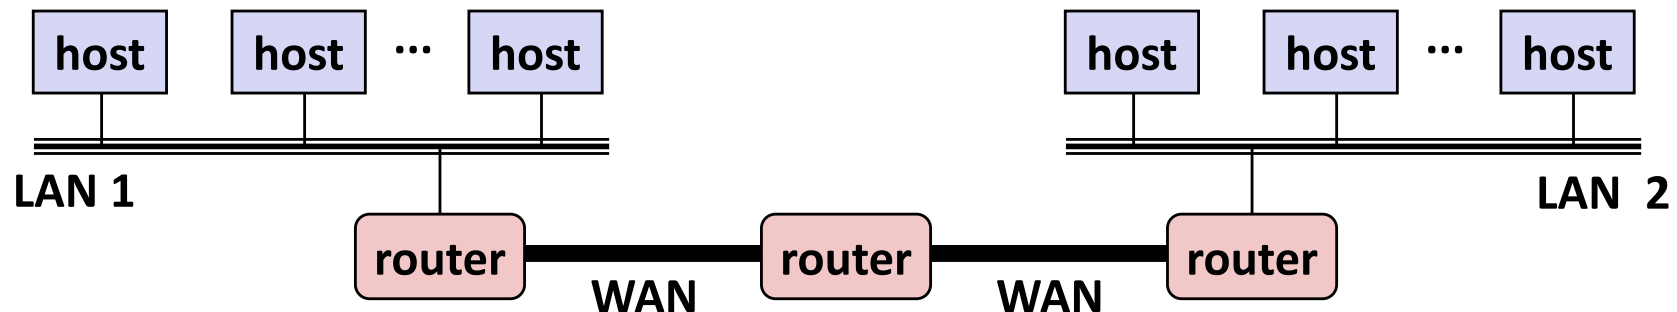 host host ... host host host ... host
LAN 1 LAN 2
router router router
WAN WAN